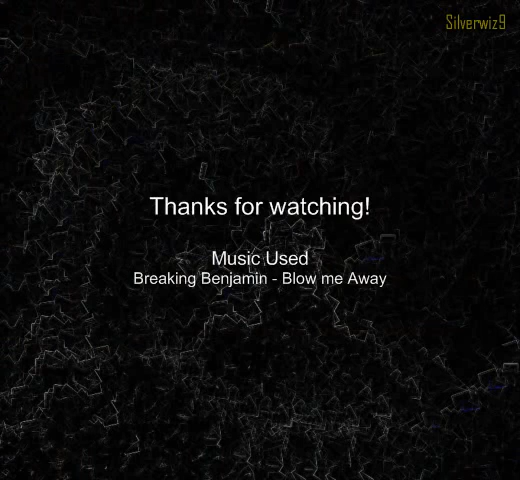 Silverwiz9
Thanks for watching!
Music Used
Breaking Benjamin - Blow me Away